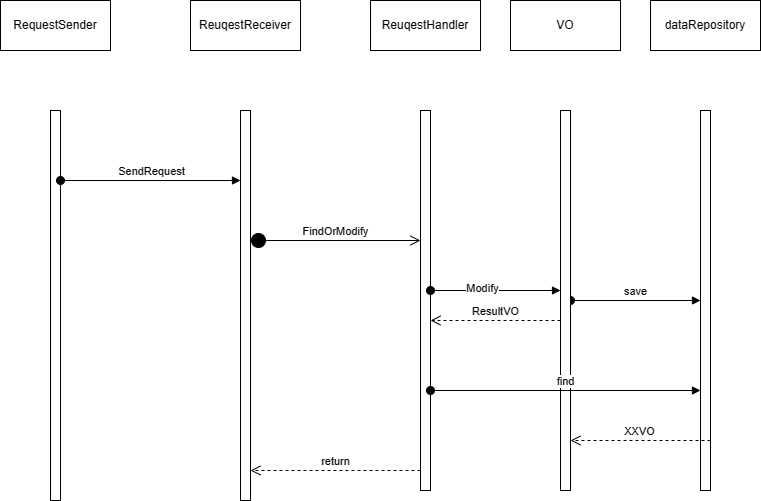 RequestSender
ReuqestReceiver
ReuqestHandler
VO
dataRepository
SendRequest
FindOrModify
Modify
save
ResultVO
find
XXVO
return